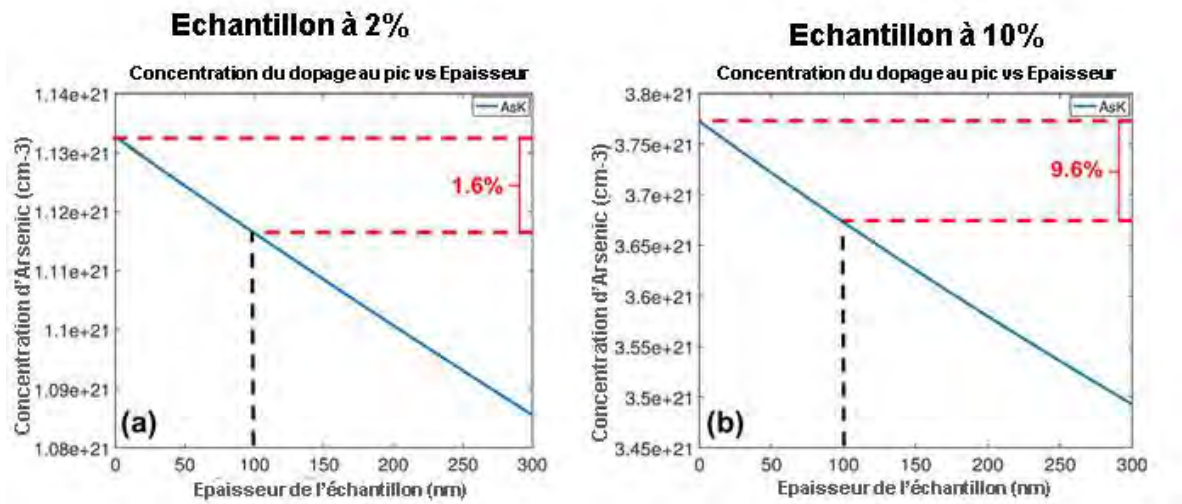 Echantillon à 2%
Concentration du dopage au pic vs Epaisseur
1.14e+21
1.13e+21
1.12e+21
1.11e+21
1.1e+21
1.09e+21
1.08e+21
Concentration d'Arsenic (cm-3)
AsK
1.6%
(a)
0 50 100 150 200 250 300
Epaisseur de l'échantillon (nm)
Echantillon à 10%
Concentration du dopage au pic vs Epaisseur
3.8e+21
3.75e+21
3.7e+21
3.65e+21
3.6e+21
3.55e+21
3.5e+21
3.45e+21
Concentration d'Arsenic (cm-3)
AsK
9.6%
(b)
0 50 100 150 200 250 300
Epaisseur de l'échantillon (nm)